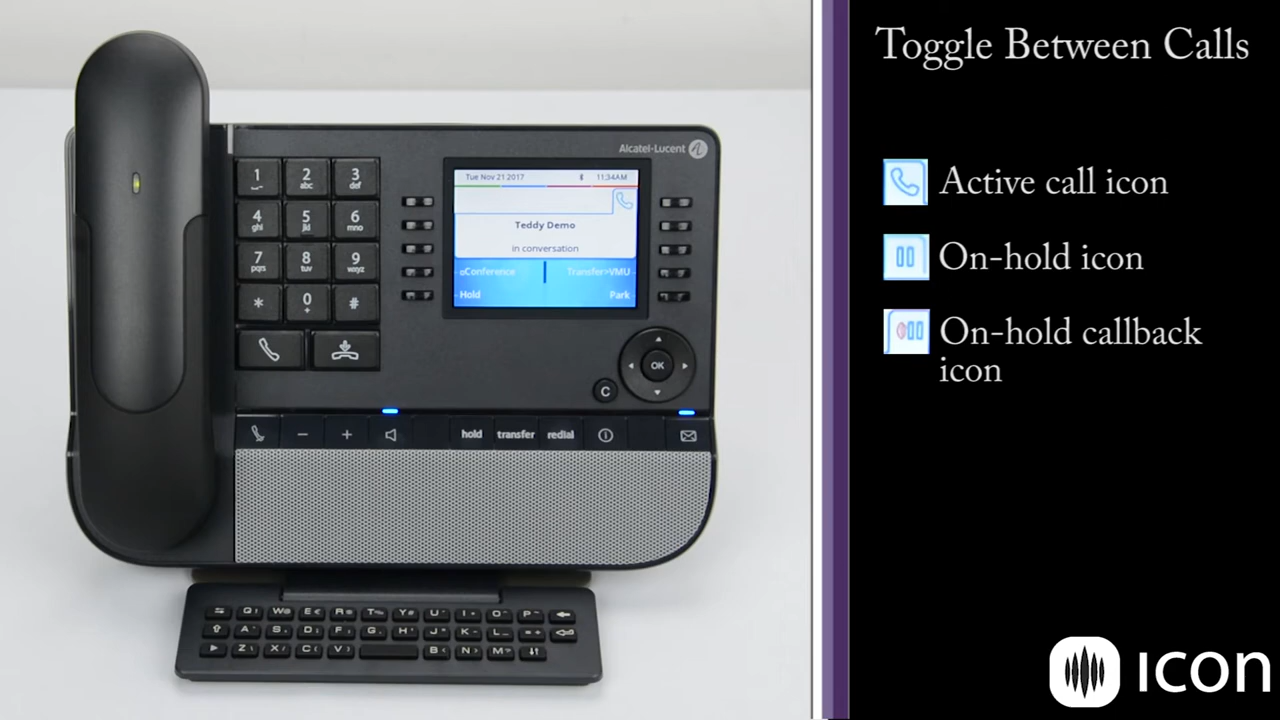 Toggle Between Calls
Active call icon
On-hold icon
On-hold callback
icon
icon
Alcatel-Lucent
Tue Nov 21 2017 11:34AM
Teddy Demo
in conversation
Conference Transfer>VMU
Hold Park
1 2 abc 3 def
4 ghi 5 jkl 6 mno
7 pqrs 8 tuv 9 wxyz
* 0 + #
OK
C
hold transfer redial
Q W E R T Y U I O P
A S D F G H J K L
Z X C V B N M